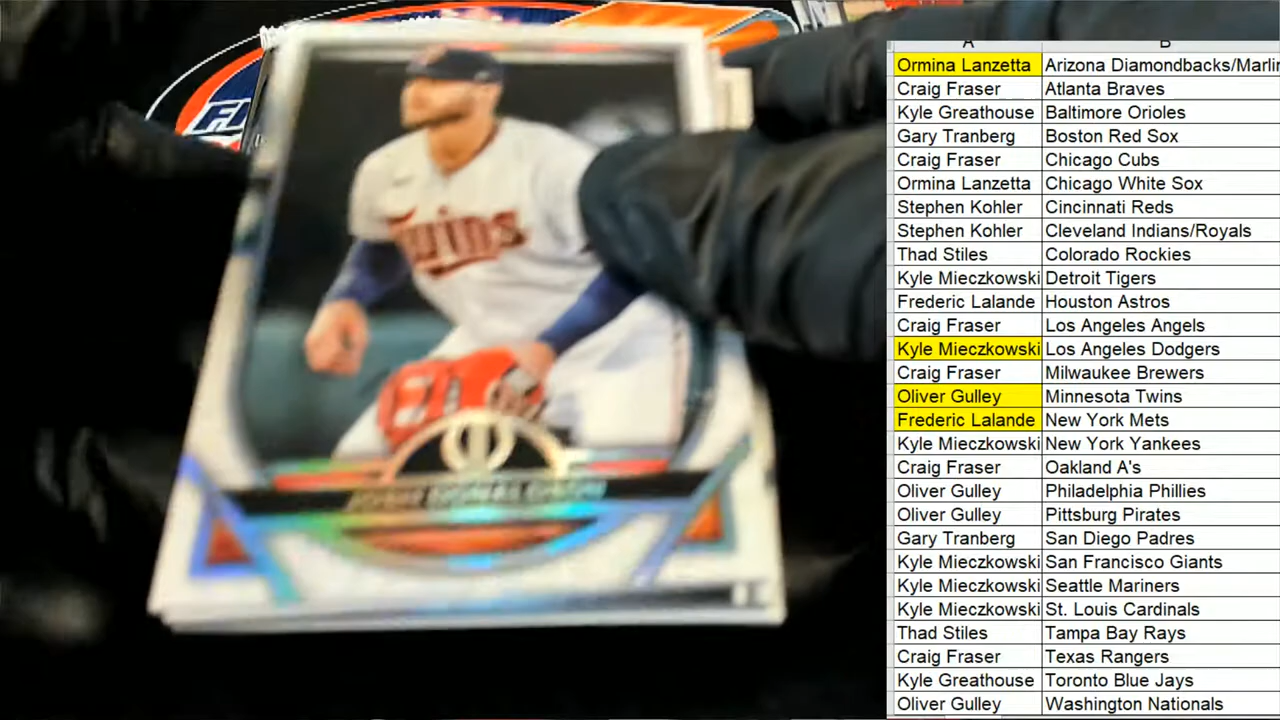 Twins
JOSH DONALDSON
A B
Ormina Lanzetta Arizona Diamondbacks/Marlin
Craig Fraser Atlanta Braves
Kyle Greathouse Baltimore Orioles
Gary Tranberg Boston Red Sox
Craig Fraser Chicago Cubs
Ormina Lanzetta Chicago White Sox
Stephen Kohler Cincinnati Reds
Stephen Kohler Cleveland Indians/Royals
Thad Stiles Colorado Rockies
Kyle Mieczkowski Detroit Tigers
Frederic Lalande Houston Astros
Craig Fraser Los Angeles Angels
Kyle Mieczkowski Los Angeles Dodgers
Craig Fraser Milwaukee Brewers
Oliver Gulley Minnesota Twins
Frederic Lalande New York Mets
Kyle Mieczkowski New York Yankees
Craig Fraser Oakland A's
Oliver Gulley Philadelphia Phillies
Oliver Gulley Pittsburg Pirates
Gary Tranberg San Diego Padres
Kyle Mieczkowski San Francisco Giants
Kyle Mieczkowski Seattle Mariners
Kyle Mieczkowski St. Louis Cardinals
Thad Stiles Tampa Bay Rays
Craig Fraser Texas Rangers
Kyle Greathouse Toronto Blue Jays
Oliver Gulley Washington Nationals